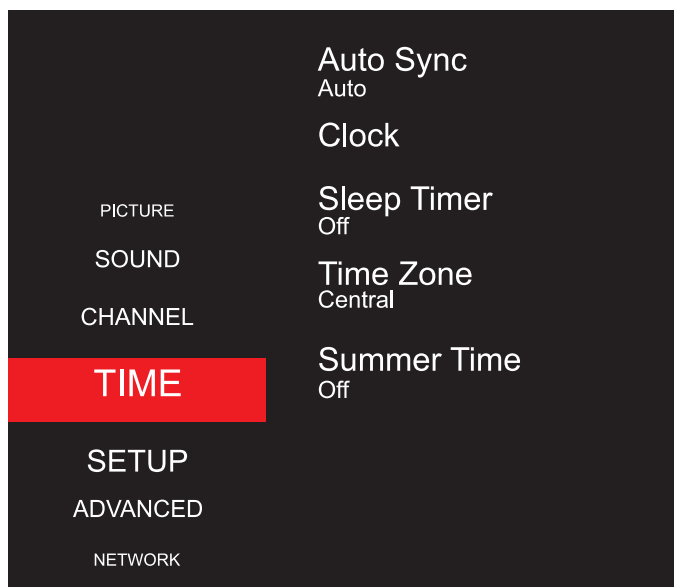 PICTURE
SOUND
CHANNEL
TIME
SETUP
ADVANCED
NETWORK
Auto Sync
Auto
Clock
Sleep Timer
Off
Time Zone
Central
Summer Time
Off